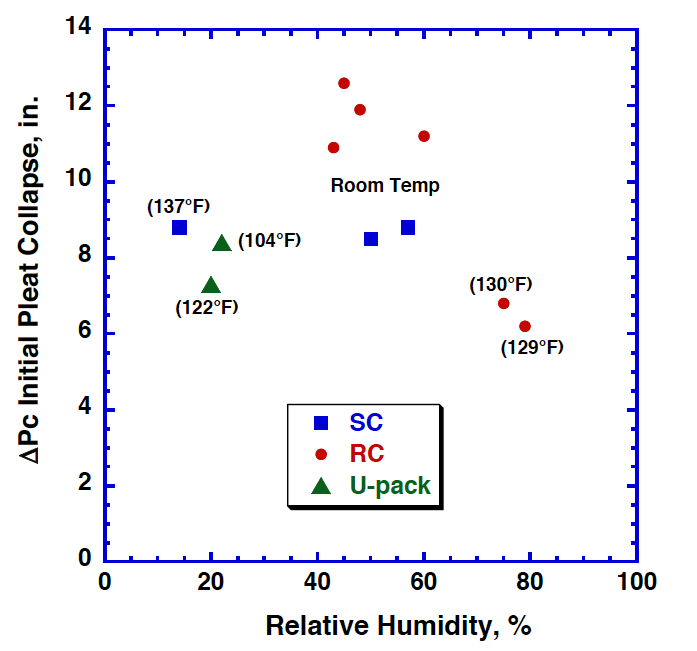 14
12
10
8
6
4
2
0
ΔPc Initial Pleat Collapse, in.
Room Temp
(137°F)
(104°F)
(122°F)
(130°F)
(129°F)
SC
RC
U-pack
0 20 40 60 80 100
Relative Humidity, %